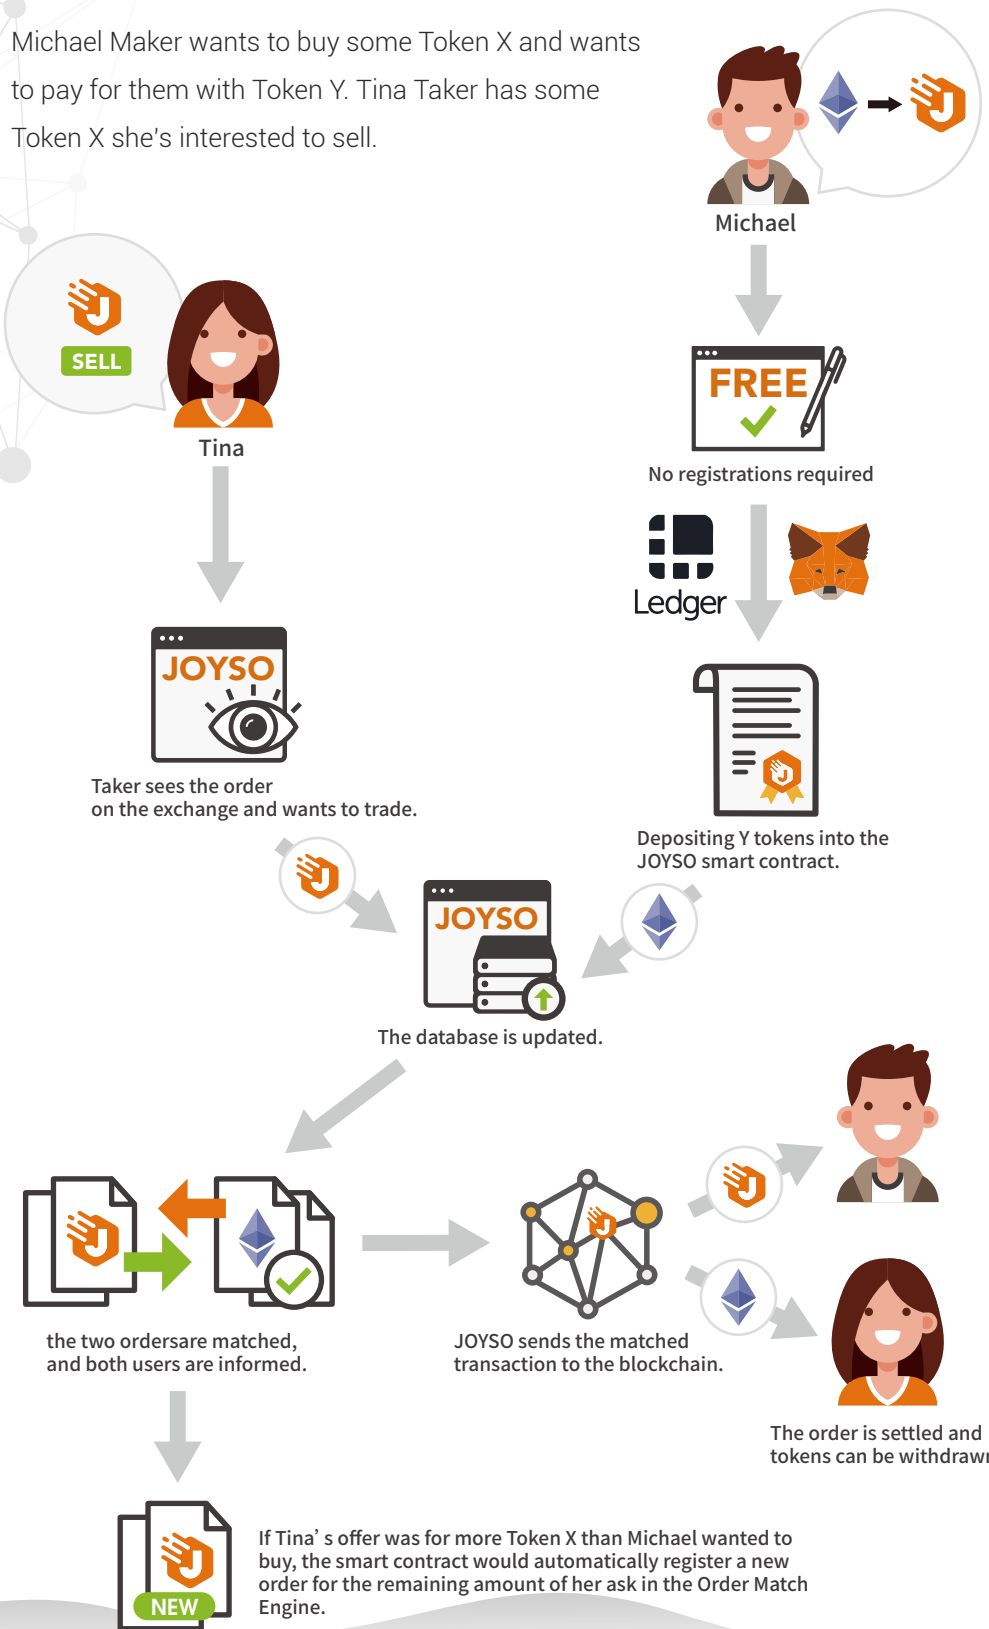 Michael Maker wants to buy some Token X and wants
to pay for them with Token Y. Tina Taker has some
Token X she's interested to sell.
Michael
SELL
Tina
FREE
No registrations required
Ledger
JOYSO
Taker sees the order
on the exchange and wants to trade.
Depositing Y tokens into the
JOYSO smart contract.
JOYSO
The database is updated.
the two ordersare matched,
and both users are informed.
JOYSO sends the matched
transaction to the blockchain.
The order is settled and
tokens can be withdrawn
If Tina’s offer was for more Token X than Michael wanted to
buy, the smart contract would automatically register a new
order for the remaining amount of her ask in the Order Match
Engine.
NEW